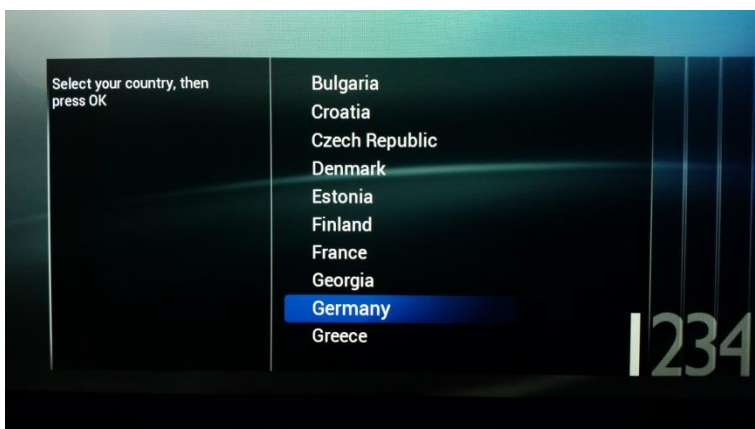 Select your country, then
press OK
Bulgaria
Croatia
Czech Republic
Denmark
Estonia
Finland
France
Georgia
Germany
Greece
1234